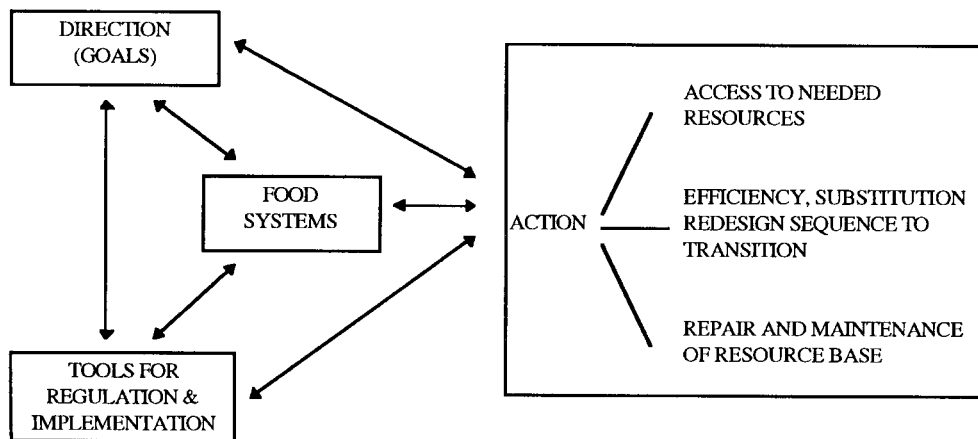 DIRECTION
(GOALS)
FOOD
SYSTEMS
TOOLS FOR
REGULATION &
IMPLEMENTATION
ACTION
ACCESS TO NEEDED
RESOURCES
EFFICIENCY, SUBSTITUTION
REDESIGN SEQUENCE TO
TRANSITION
REPAIR AND MAINTENANCE
OF RESOURCE BASE